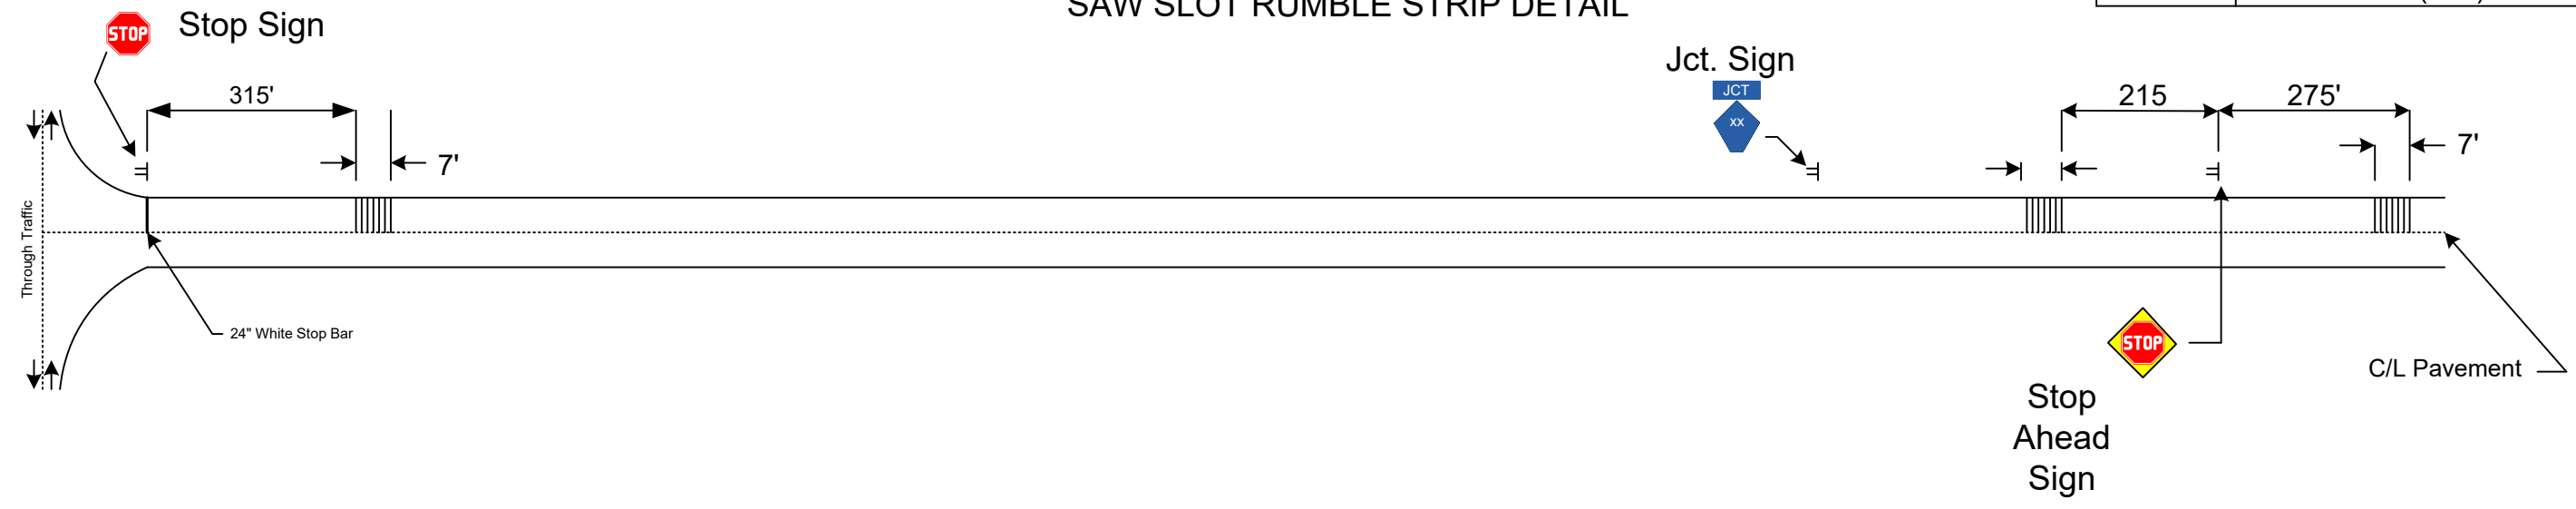 SAW SLOT RUMBLE STRIP DETAIL
STOP
Stop Sign
Jct. Sign
JCT
xx
315'
215
275'
7'
7'
Through Traffic
24" White Stop Bar
STOP
C/L Pavement
Stop
Ahead
Sign